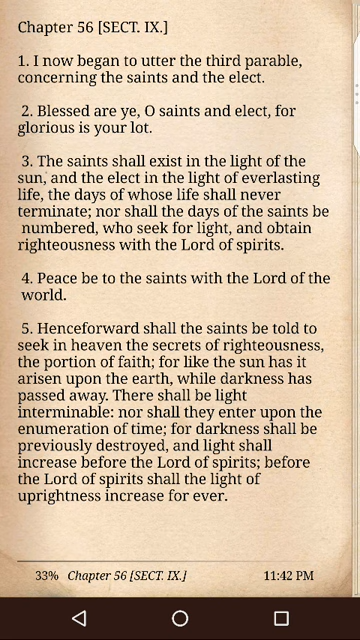 Chapter 56 [SECT. IX.]
1. I now began to utter the third parable,
concerning the saints and the elect.
2. Blessed are ye, O saints and elect, for
glorious is your lot.
3. The saints shall exist in the light of the
sun, and the elect in the light of everlasting
life, the days of whose life shall never
terminate; nor shall the days of the saints be
numbered, who seek for light, and obtain
righteousness with the Lord of spirits.
4. Peace be to the saints with the Lord of the
world.
5. Henceforward shall the saints be told to
seek in heaven the secrets of righteousness,
the portion of faith; for like the sun has it
arisen upon the earth, while darkness has
passed away. There shall be light
interminable: nor shall they enter upon the
enumeration of time; for darkness shall be
previously destroyed, and light shall
increase before the Lord of spirits; before
the Lord of spirits shall the light of
uprightness increase for ever.
33% Chapter 56 [SECT. IX.] 11:42 PM